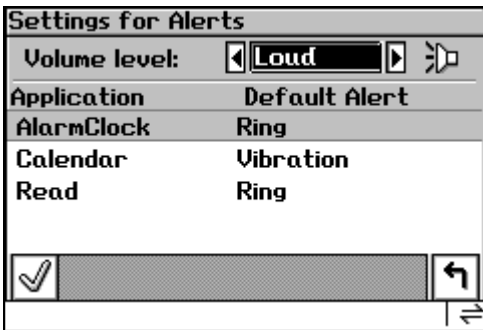 Settings for Alerts
Volume level: Loud
Application Default Alert
AlarmClock Ring
Calendar Vibration
Read Ring